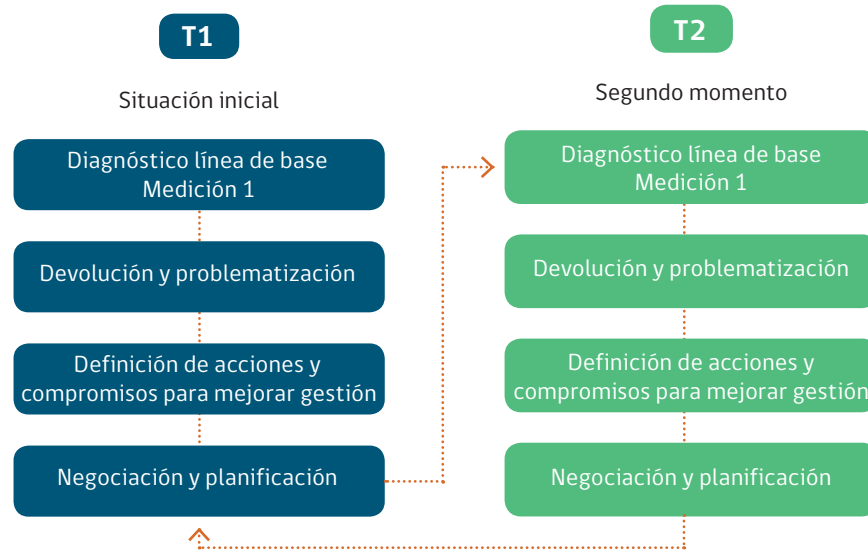 T1
Situación inicial
Diagnóstico línea de base
Medición 1
Devolución y problematización
Definición de acciones y
compromisos para mejorar gestión
Negociación y planificación
T2
Segundo momento
Diagnóstico línea de base
Medición 1
Devolución y problematización
Definición de acciones y
compromisos para mejorar gestión
Negociación y planificación